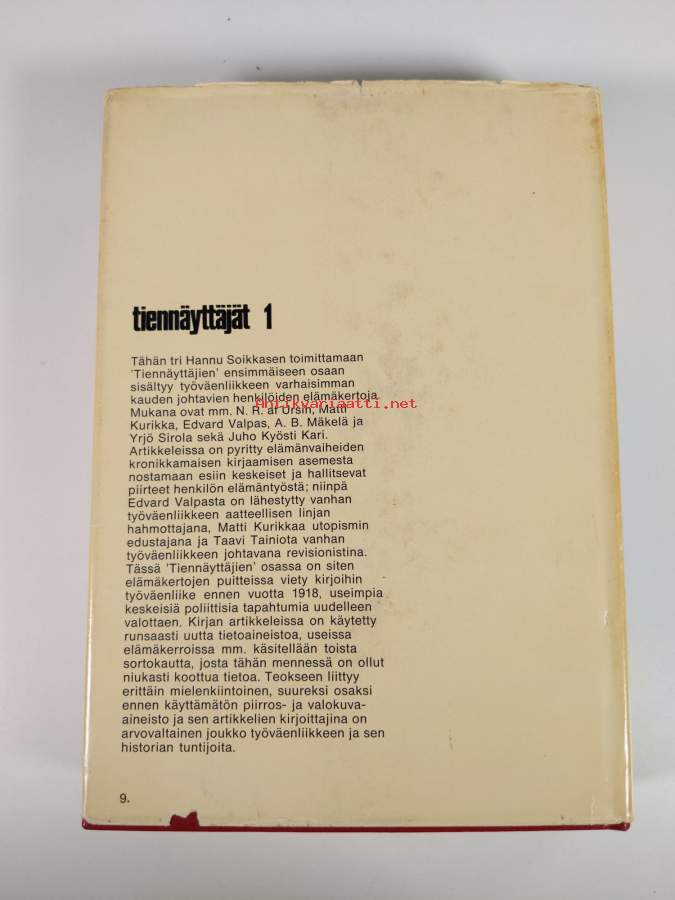 tiennäyttäjät 1
Tähän tri Hannu Soikkasen toimittamaan
'Tiennäyttäjien' ensimmäiseen osaan
sisältyy työväenliikkeen varhaisimman
kauden johtavien henkilöiden elämäkertoja.
Antikvariaatti.net
Mukana ovat mm. N. R. af Ursin, Matti
Kurikka, Edvard Valpas, A. B. Mäkelä ja
Yrjö Sirola sekä Juho Kyösti Kari.
Artikkeleissa on pyritty elämänvaiheiden
kronikkamaisen kirjaamisen asemesta
nostamaan esiin keskeiset ja hallitsevat
piirteet henkilön elämäntyöstä; niinpä
Edvard Valpasta on lähestytty vanhan
työväenliikkeen aatteellisen linjan
hahmottajana, Matti Kurikkaa utopismin
edustajana ja Taavi Tainiota vanhan
työväenliikkeen johtavana revisionistina.
Tässä 'Tiennäyttäjien' osassa on siten
elämäkertojen puitteissa viety kirjoihin
työväenliike ennen vuotta 1918, useimpia
keskeisiä poliittisia tapahtumia uudelleen
valottaen. Kirjan artikkeleissa on käytetty
runsaasti uutta tietoaineistoa, useissa
elämäkerroissa mm. käsitellään toista
sortokautta, josta tähän mennessä on ollut
niukasti koottua tietoa. Teokseen liittyy
erittäin mielenkiintoinen, suureksi osaksi
ennen käyttämätön piirros- ja valokuva-
aineisto ja sen artikkelien kirjoittajina on
arvovaltainen joukko työväenliikkeen ja sen
historian tuntijoita.
9.